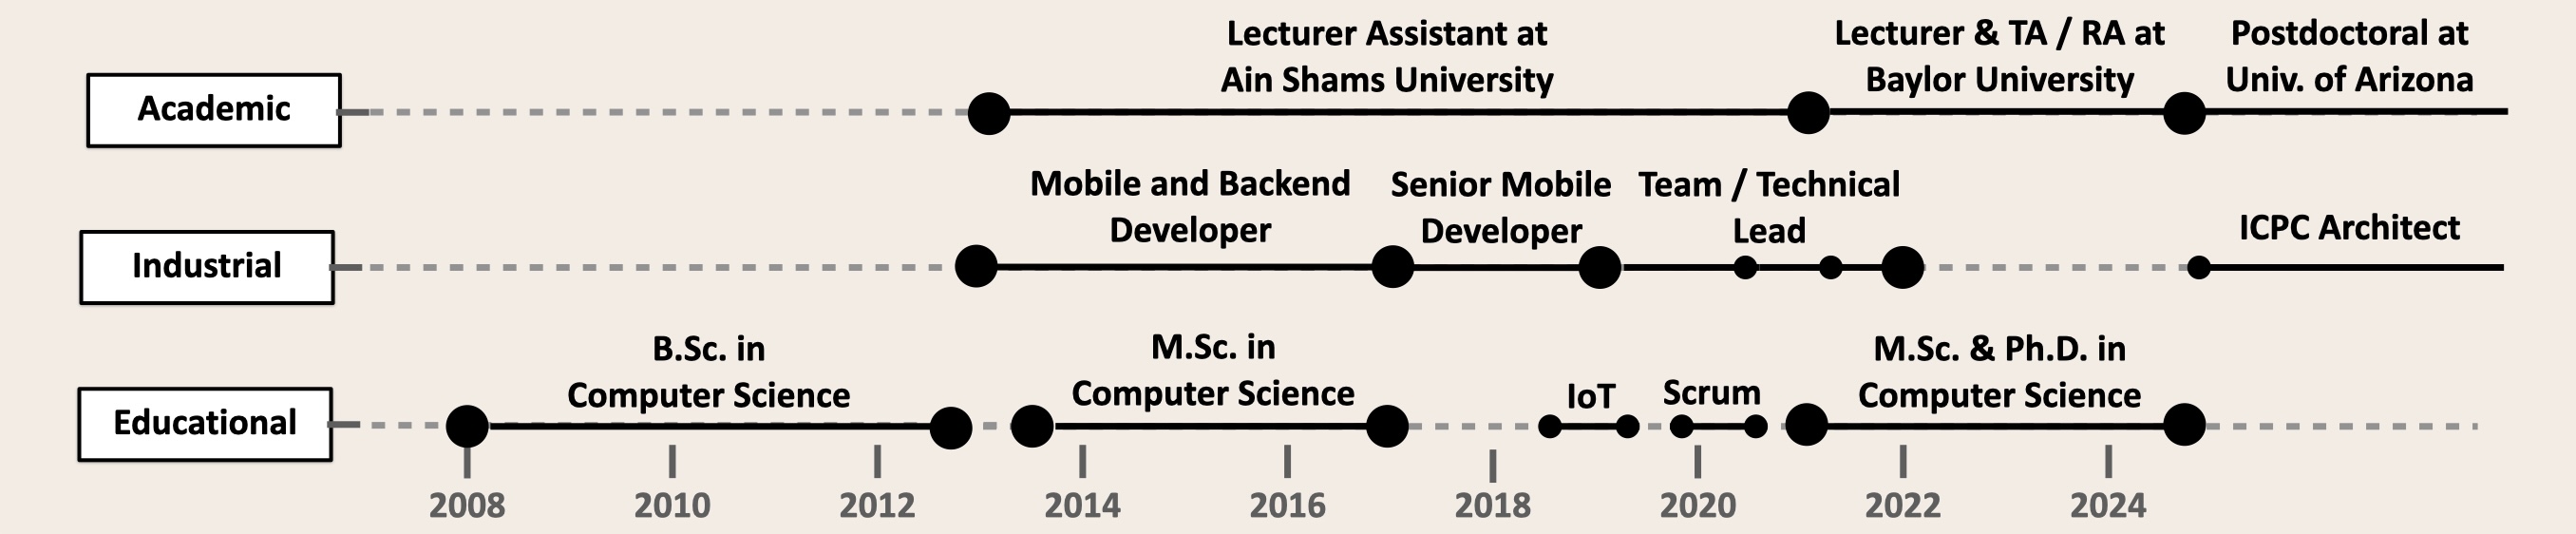 Lecturer Assistant at
Ain Shams University
Lecturer & TA / RA at
Baylor University
Postdoctoral at
Univ. of Arizona
Academic
Mobile and Backend
Developer
Senior Mobile
Developer
Team / Technical
Lead
ICPC Architect
Industrial
B.Sc. in
Computer Science
M.Sc. in
Computer Science
IoT
Scrum
M.Sc. & Ph.D. in
Computer Science
Educational
2008
2010
2012
2014
2016
2018
2020
2022
2024